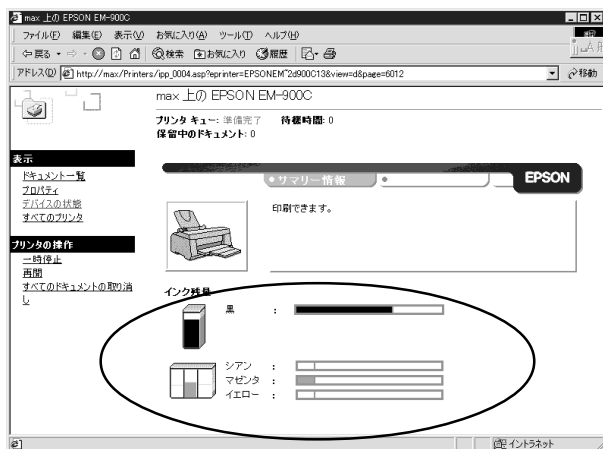 max 上の EPSON EM-900C
ファイル(F) 編集(E) 表示(V) お気に入り(A) ツール(T) ヘルプ(H)
戻る 検索 お気に入り 履歴
アドレス(D) http://max/Printers/ipp_0004.asp?eprinter=EPSONEM~2d900C13&view=d&page=6012 移動
max 上の EPSON EM-900C
プリンタ キュー: 準備完了 待機時間: 0
保留中のドキュメント: 0
表示
ドキュメント一覧
プロパティ
デバイスの状態
すべてのプリンタ
サマリー情報
EPSON
印刷できます。
プリンタの操作
一時停止
再開
すべてのドキュメントの取り消
し
インク残量
黒 :
シアン :
マゼンタ :
イエロー :
イントラネット